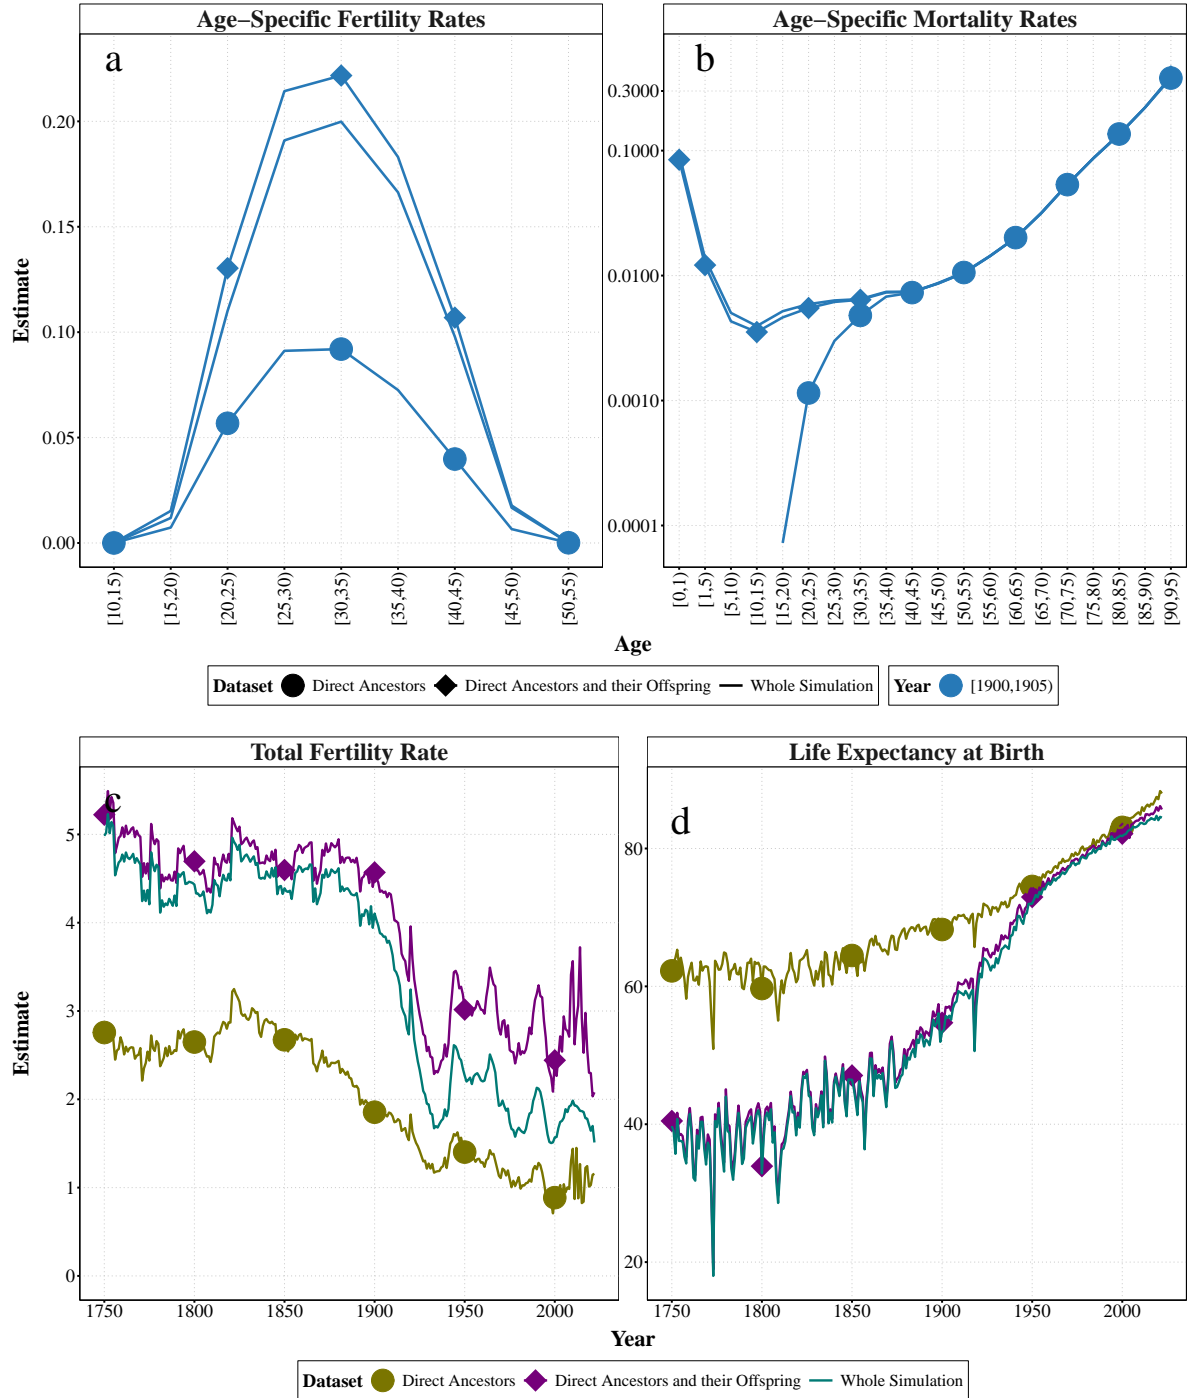 Age−Specific Fertility Rates
Age−Specific Mortality Rates
a
b
Estimate
0.20
0.15
0.10
0.05
0.00
0.3000
0.1000
0.0100
0.0010
0.0001
[10,15)
[15,20)
[20,25)
[25,30)
[30,35)
[35,40)
[40,45)
[45,50)
[50,55)
[0,1)
[1,5)
[5,10)
[10,15)
[15,20)
[20,25)
[25,30)
[30,35)
[35,40)
[40,45)
[45,50)
[50,55)
[55,60)
[60,65)
[65,70)
[70,75)
[75,80)
[80,85)
[85,90)
[90,95)
Age
Dataset Direct Ancestors Direct Ancestors and their Offspring Whole Simulation
Year [1900,1905)
Total Fertility Rate
Life Expectancy at Birth
c
d
Estimate
5
4
3
2
1
0
80
60
40
20
1750 1800 1850 1900 1950 2000
1750 1800 1850 1900 1950 2000
Year
Dataset Direct Ancestors Direct Ancestors and their Offspring Whole Simulation